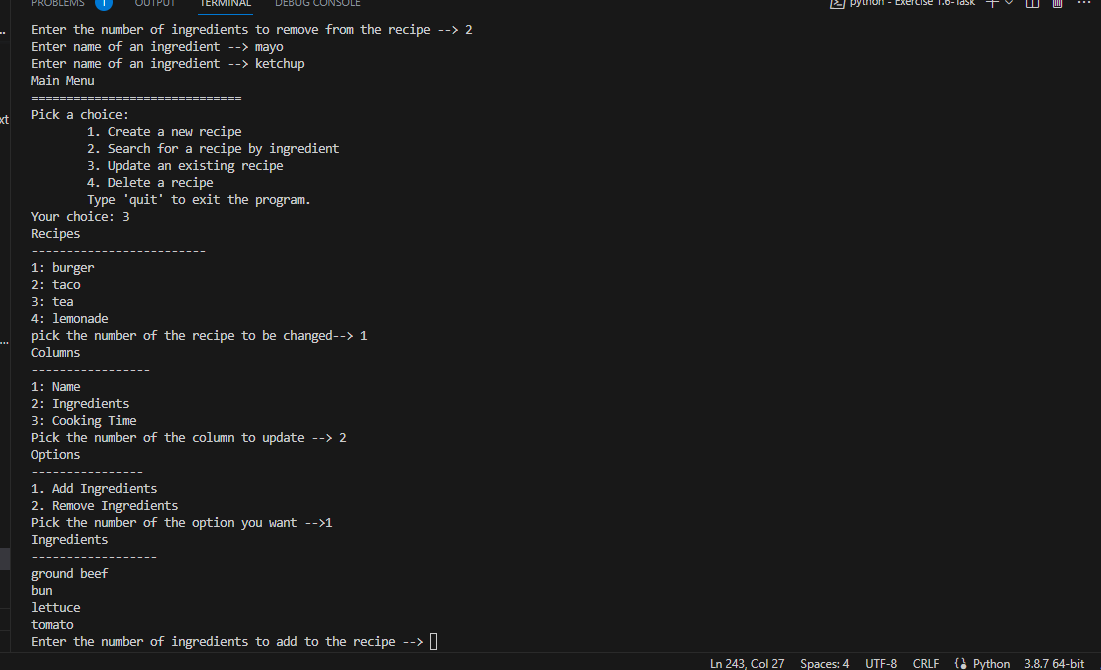 PROBLEMS 1 OUTPUT TERMINAL DEBUG CONSOLE python - Exercise 1.6-Task
Enter the number of ingredients to remove from the recipe --> 2
Enter name of an ingredient --> mayo
Enter name of an ingredient --> ketchup
Main Menu
==============================
Pick a choice:
1. Create a new recipe
2. Search for a recipe by ingredient
3. Update an existing recipe
4. Delete a recipe
Type 'quit' to exit the program.
Your choice: 3
Recipes
-------------------------
1: burger
2: taco
3: tea
4: lemonade
pick the number of the recipe to be changed--> 1
Columns
-----------------
1: Name
2: Ingredients
3: Cooking Time
Pick the number of the column to update --> 2
Options
----------------
1. Add Ingredients
2. Remove Ingredients
Pick the number of the option you want -->1
Ingredients
------------------
ground beef
bun
lettuce
tomato
Enter the number of ingredients to add to the recipe -->
Ln 243, Col 27 Spaces: 4 UTF-8 CRLF Python 3.8.7 64-bit